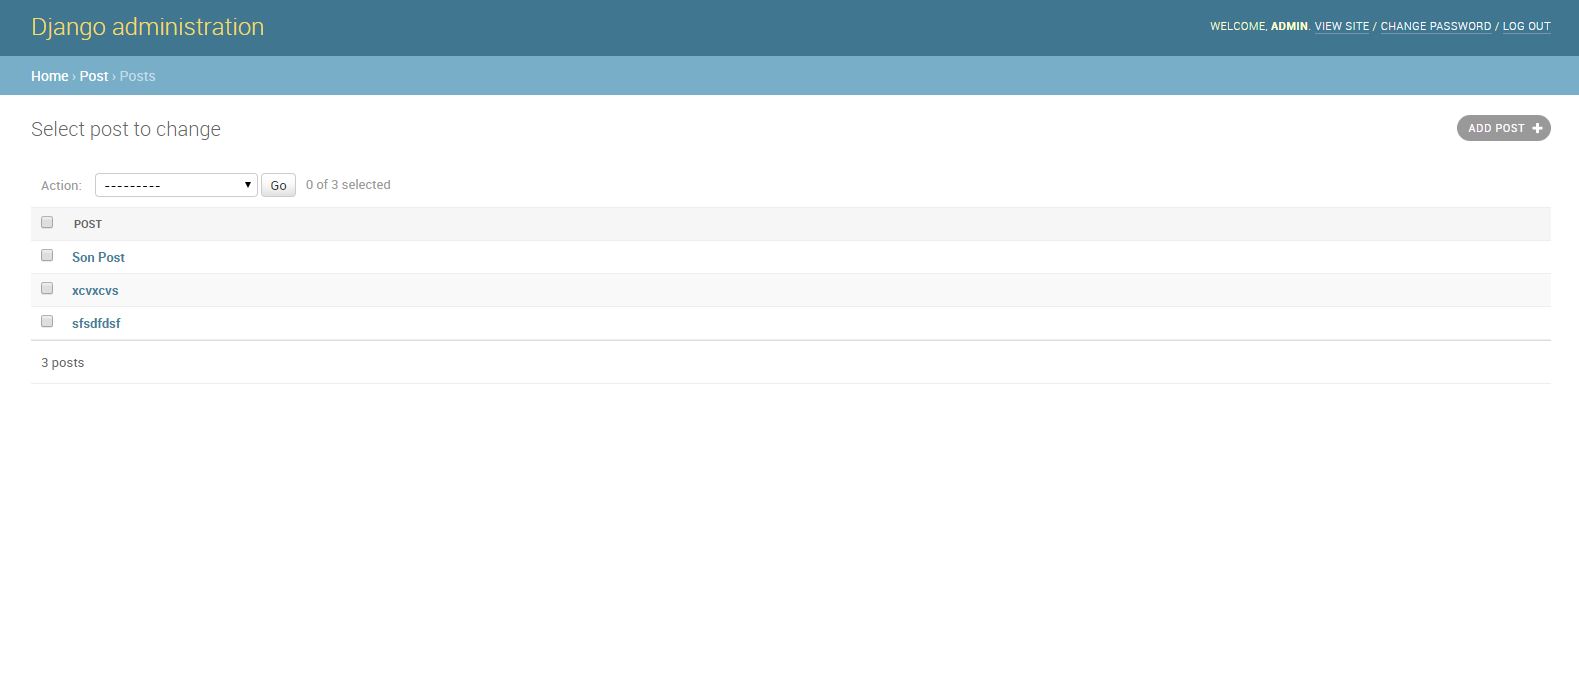 Django administration
WELCOME, ADMIN. VIEW SITE / CHANGE PASSWORD / LOG OUT
Home › Post › Posts
Select post to change
ADD POST +
Action: --------- Go 0 of 3 selected
POST
Son Post
xcvxcvs
sfsdfdsf
3 posts